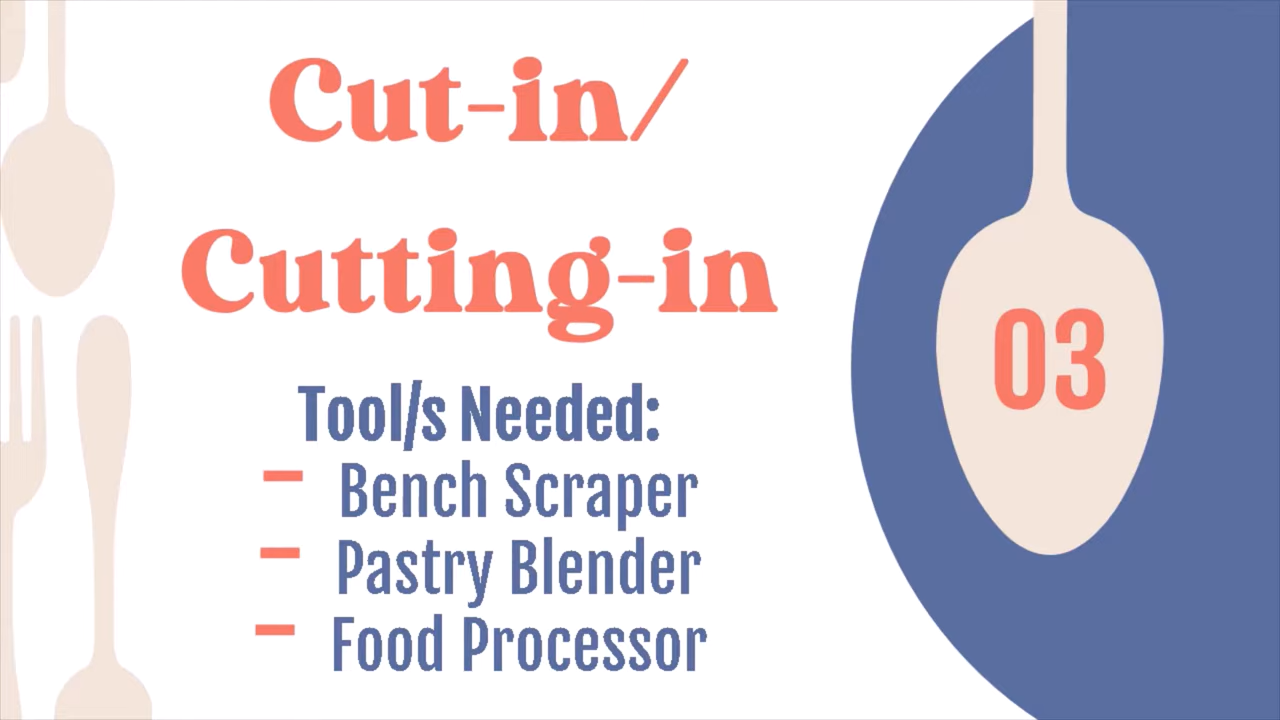 Cut-in/
Cutting-in
Tool/s Needed:
- Bench Scraper
- Pastry Blender
- Food Processor
03